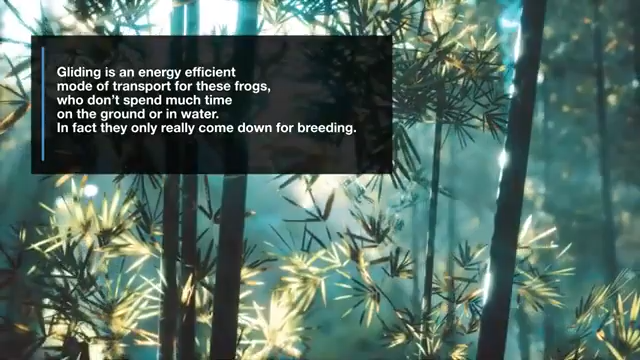 Gliding is an energy efficient
mode of transport for these frogs,
who don't spend much time
on the ground or in water.
In fact they only really come down for breeding.